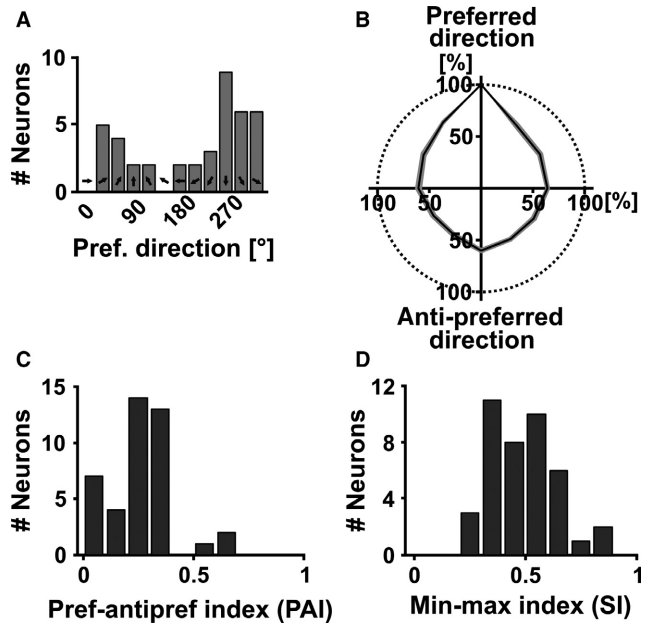 A
# Neurons
10
5
0
0
90
180
270
Pref. direction [°]
B
Preferred
direction
[%]
100
50
100
50
50
100[%]
50
100
Anti-preferred
direction
C
# Neurons
15
10
5
0
0
0.5
1
Pref-antipref index (PAI)
D
# Neurons
12
8
4
0
0
0.5
1
Min-max index (SI)